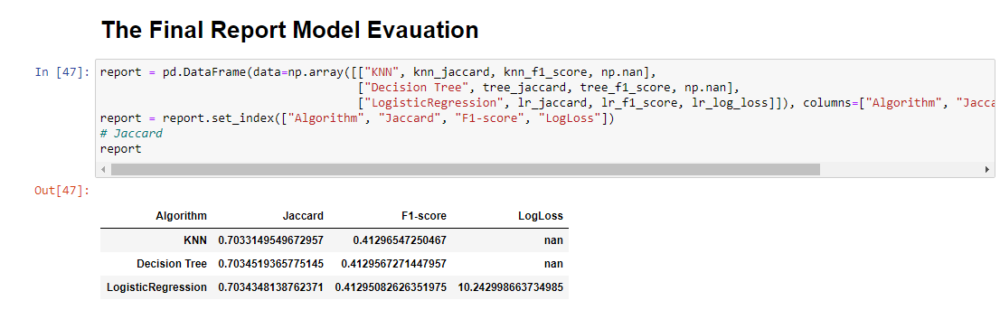 The Final Report Model Evauation
In [47]: report = pd.DataFrame(data=np.array([["KNN", knn_jaccard, knn_f1_score, np.nan],
["Decision Tree", tree_jaccard, tree_f1_score, np.nan],
["LogisticRegression", lr_jaccard, lr_f1_score, lr_log_loss]]), columns=["Algorithm", "Jacca
report = report.set_index(["Algorithm", "Jaccard", "F1-score", "LogLoss"])
# Jaccard
report
Out[47]:
Algorithm Jaccard F1-score LogLoss
KNN 0.7033149549672957 0.41296547250467 nan
Decision Tree 0.7034519365775145 0.4129567271447957 nan
LogisticRegression 0.7034348138762371 0.41295082626351975 10.242998663734985